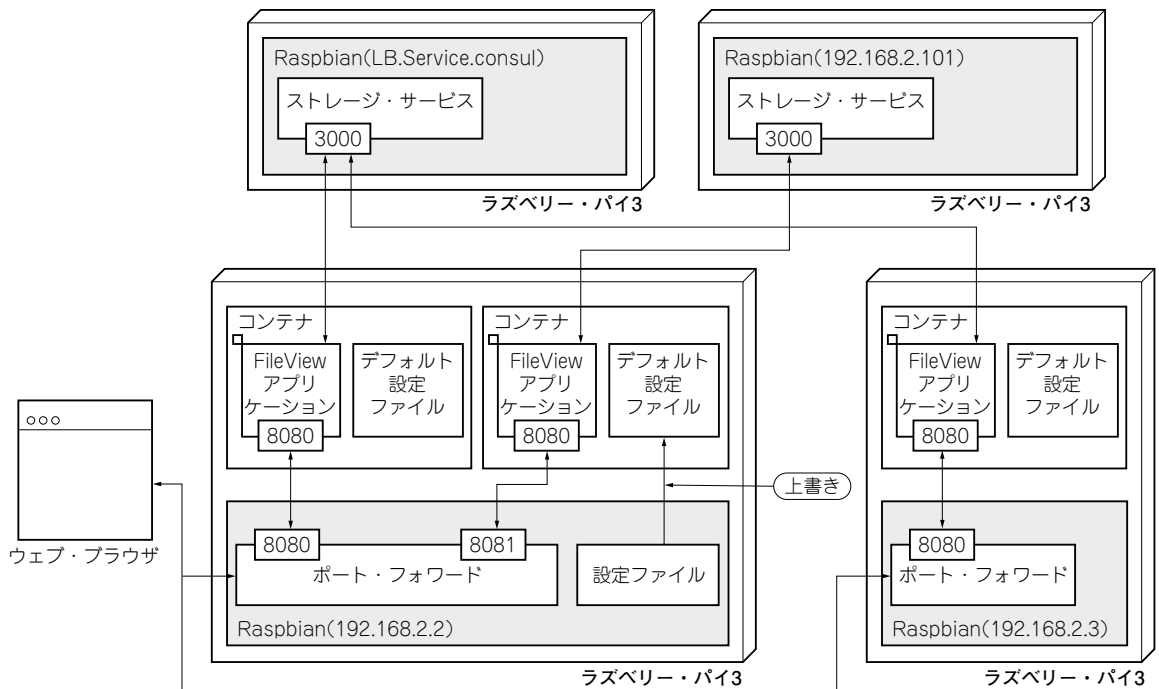 Raspbian(LB.Service.consul)
ストレージ・サービス
3000
ラズベリー・パイ3
Raspbian(192.168.2.101)
ストレージ・サービス
3000
ラズベリー・パイ3
コンテナ
FileView
アプリ
ケーション
8080
デフォルト
設定
ファイル
コンテナ
FileView
アプリ
ケーション
8080
デフォルト
設定
ファイル
コンテナ
FileView
アプリ
ケーション
8080
デフォルト
設定
ファイル
上書き
ウェブ・ブラウザ
8080
8081
ポート・フォワード
設定ファイル
Raspbian(192.168.2.2)
ラズベリー・パイ3
8080
ポート・フォワード
Raspbian(192.168.2.3)
ラズベリー・パイ3